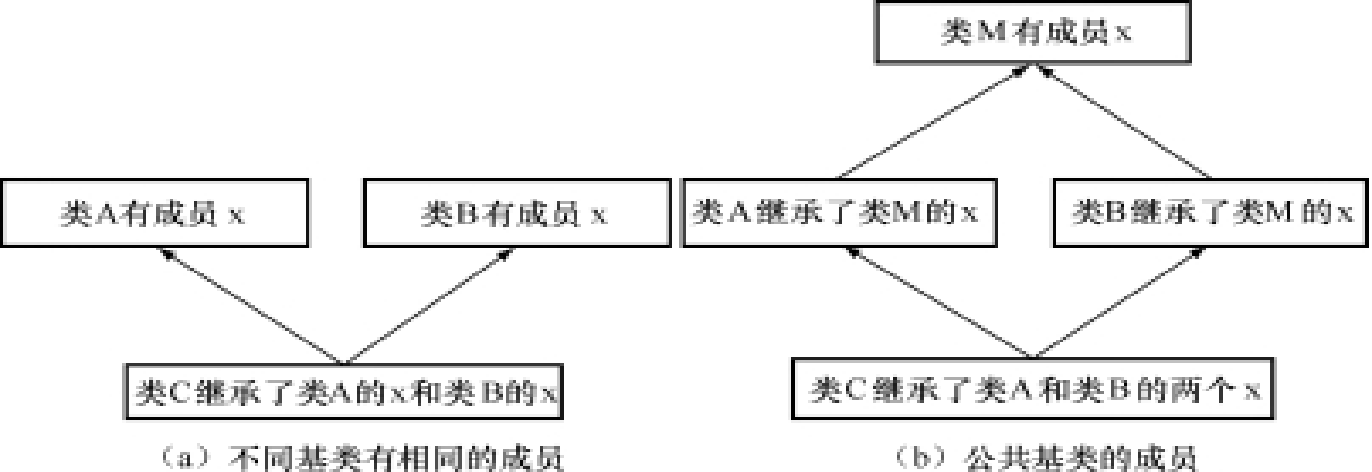 类M有成员x
类A有成员x
类B有成员x
类A继承了类M的x
类B继承了类M的x
类C继承了类A的x和类B的x
类C继承了类A和类B的两个x
（a）不同基类有相同的成员
（b）公共基类的成员